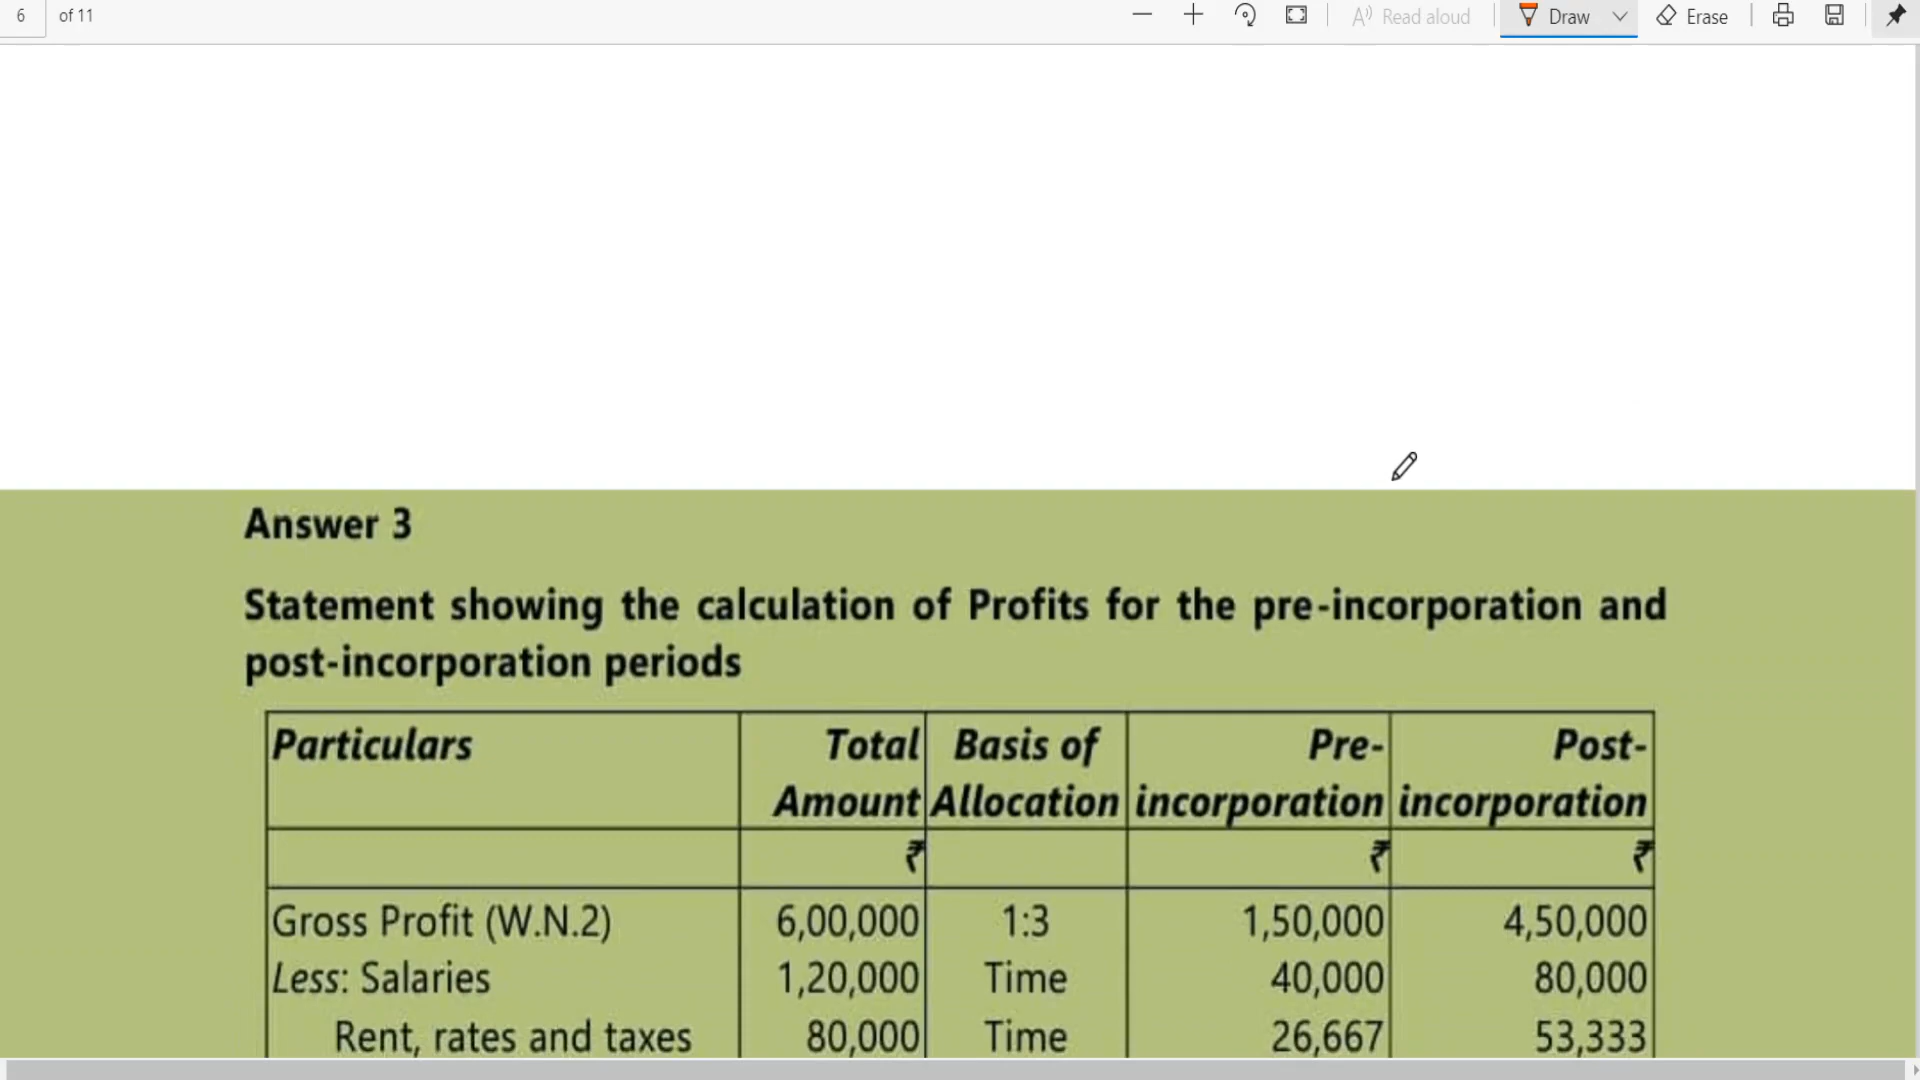 6 of 11 Read aloud Draw Erase
Answer 3
Statement showing the calculation of Profits for the pre-incorporation and
post-incorporation periods
Particulars Total Basis of Pre- Post-
Amount Allocation incorporation incorporation
₹ ₹ ₹
Gross Profit (W.N.2) 6,00,000 1:3 1,50,000 4,50,000
Less: Salaries 1,20,000 Time 40,000 80,000
Rent, rates and taxes 80,000 Time 26,667 53,333